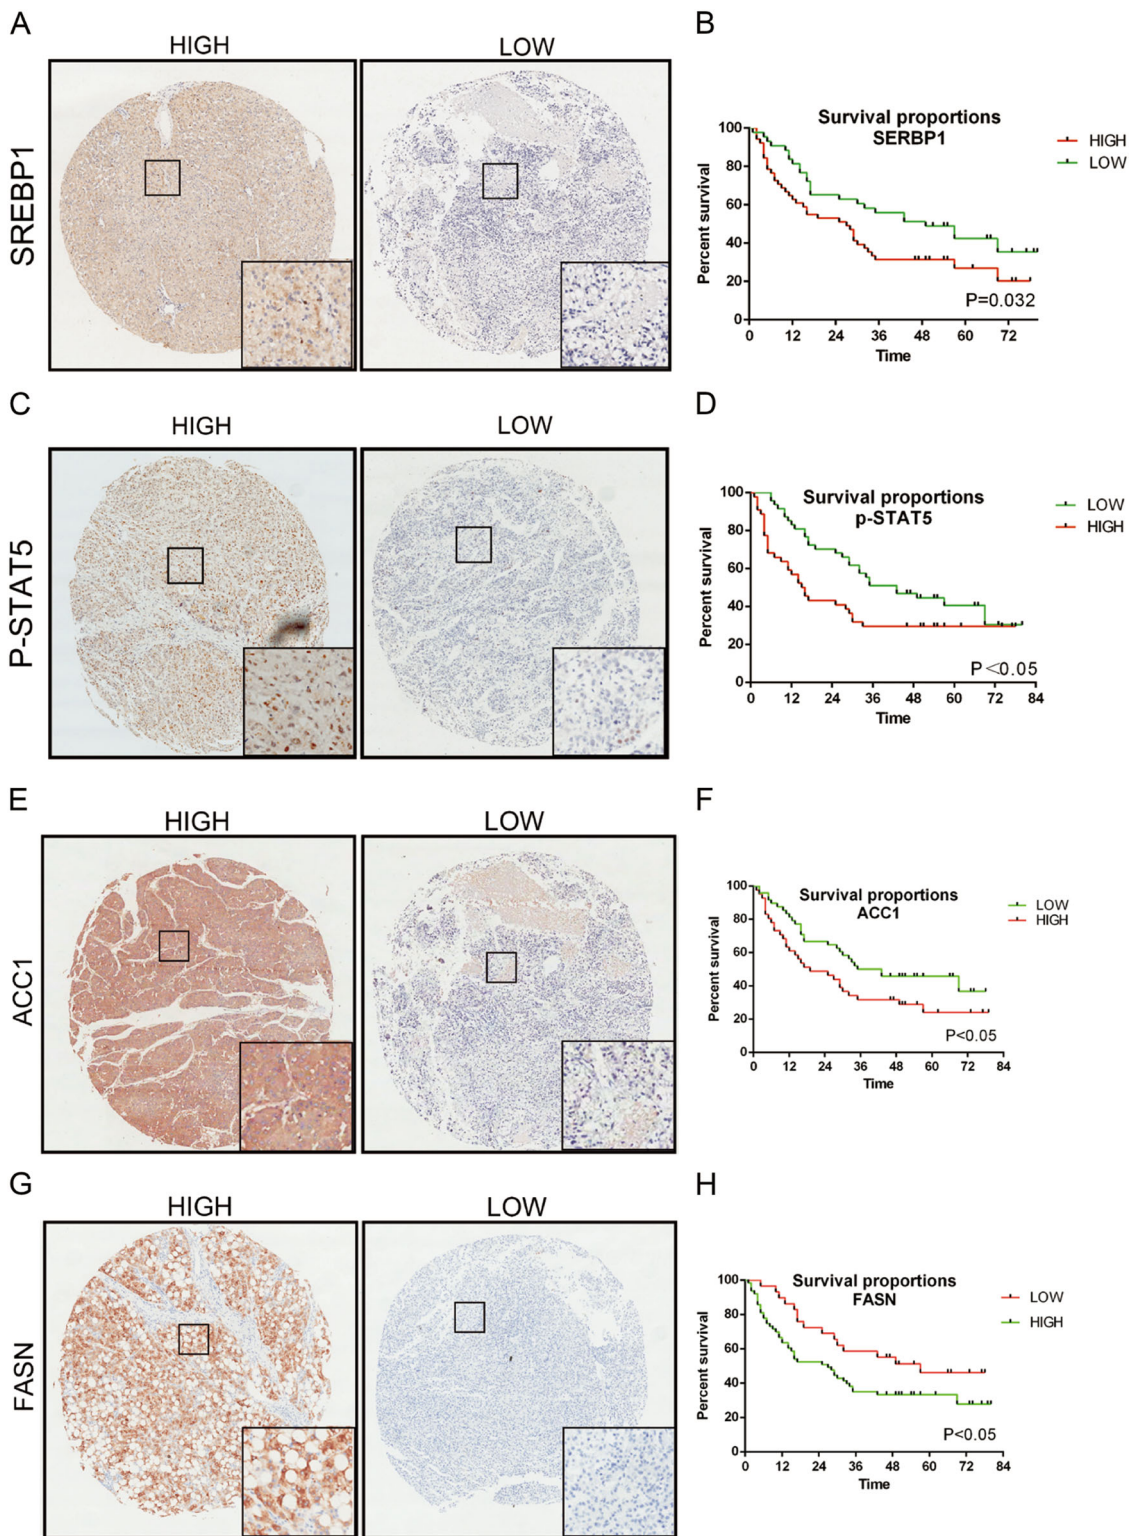 A
HIGH
LOW
SREBP1
B
Survival proportions
SERBP1
HIGH
LOW
Percent survival
100
80
60
40
20
0
P=0.032
0 12 24 36 48 60 72
Time
C
HIGH
LOW
P-STAT5
D
Survival proportions
p-STAT5
LOW
HIGH
Percent survival
100
80
60
40
20
0
P<0.05
0 12 24 36 48 60 72 84
Time
E
HIGH
LOW
ACC1
F
Survival proportions
ACC1
LOW
HIGH
Percent survival
100
80
60
40
20
0
P<0.05
0 12 24 36 48 60 72 84
Time
G
HIGH
LOW
FASN
H
Survival proportions
FASN
LOW
HIGH
Percent survival
100
80
60
40
20
0
P<0.05
0 12 24 36 48 60 72 84
Time